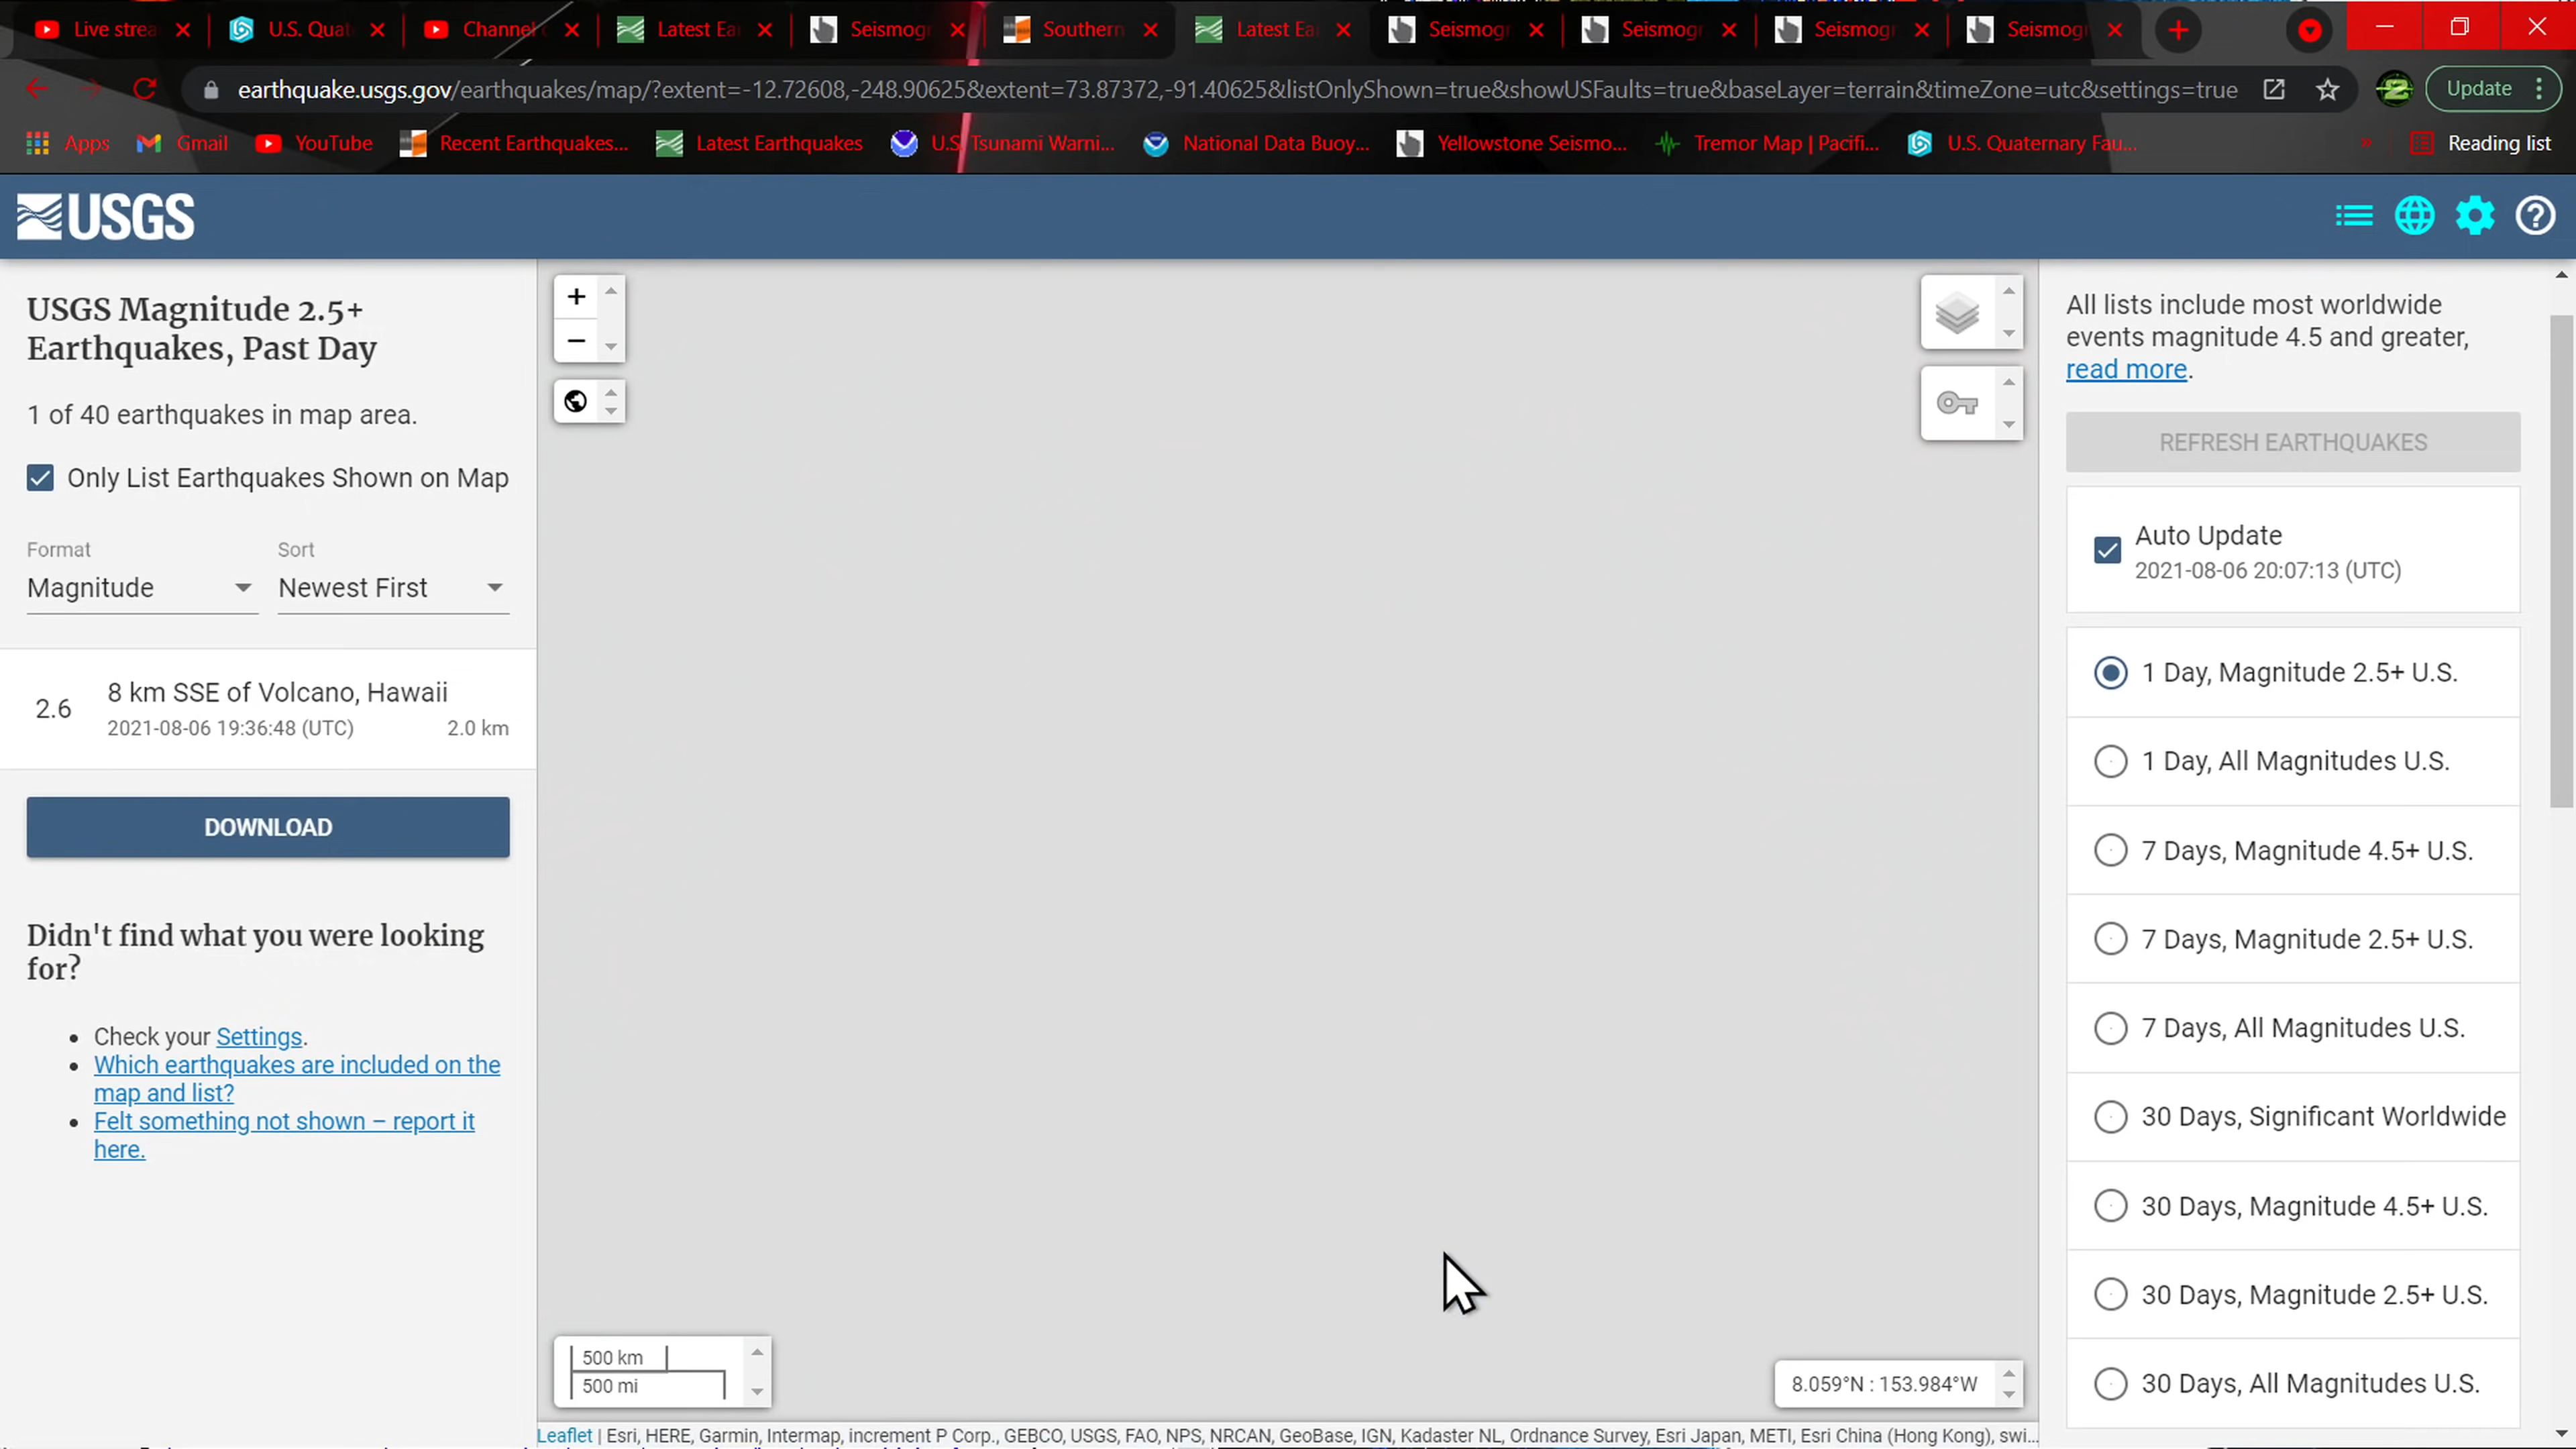 Live strea
U.S. Quat
Channel
Latest Ea
Seismogr
Southern
Latest Ea
Seismogr
Seismogr
Seismogr
Seismogr
earthquake.usgs.gov/earthquakes/map/?extent=-12.72608,-248.90625&extent=73.87372,-91.40625&listOnlyShown=true&showUSFaults=true&baseLayer=terrain&timeZone=utc&settings=true
Update
Apps
Gmail
YouTube
Recent Earthquakes...
Latest Earthquakes
U.S. Tsunami Warni...
National Data Buoy...
Yellowstone Seismo...
Tremor Map | Pacifi...
U.S. Quaternary Fau...
»
Reading list
USGS
USGS Magnitude 2.5+
Earthquakes, Past Day
1 of 40 earthquakes in map area.
Only List Earthquakes Shown on Map
Format
Sort
Magnitude
Newest First
2.6
8 km SSE of Volcano, Hawaii
2021-08-06 19:36:48 (UTC)
2.0 km
DOWNLOAD
Didn't find what you were looking
for?
• Check your Settings.
• Which earthquakes are included on the
map and list?
• Felt something not shown – report it
here.
+
−
500 km
500 mi
8.059°N : 153.984°W
Leaflet | Esri, HERE, Garmin, Intermap, increment P Corp., GEBCO, USGS, FAO, NPS, NRCAN, GeoBase, IGN, Kadaster NL, Ordnance Survey, Esri Japan, METI, Esri China (Hong Kong), swi...
All lists include most worldwide
events magnitude 4.5 and greater,
read more.
REFRESH EARTHQUAKES
Auto Update
2021-08-06 20:07:13 (UTC)
1 Day, Magnitude 2.5+ U.S.
1 Day, All Magnitudes U.S.
7 Days, Magnitude 4.5+ U.S.
7 Days, Magnitude 2.5+ U.S.
7 Days, All Magnitudes U.S.
30 Days, Significant Worldwide
30 Days, Magnitude 4.5+ U.S.
30 Days, Magnitude 2.5+ U.S.
30 Days, All Magnitudes U.S.